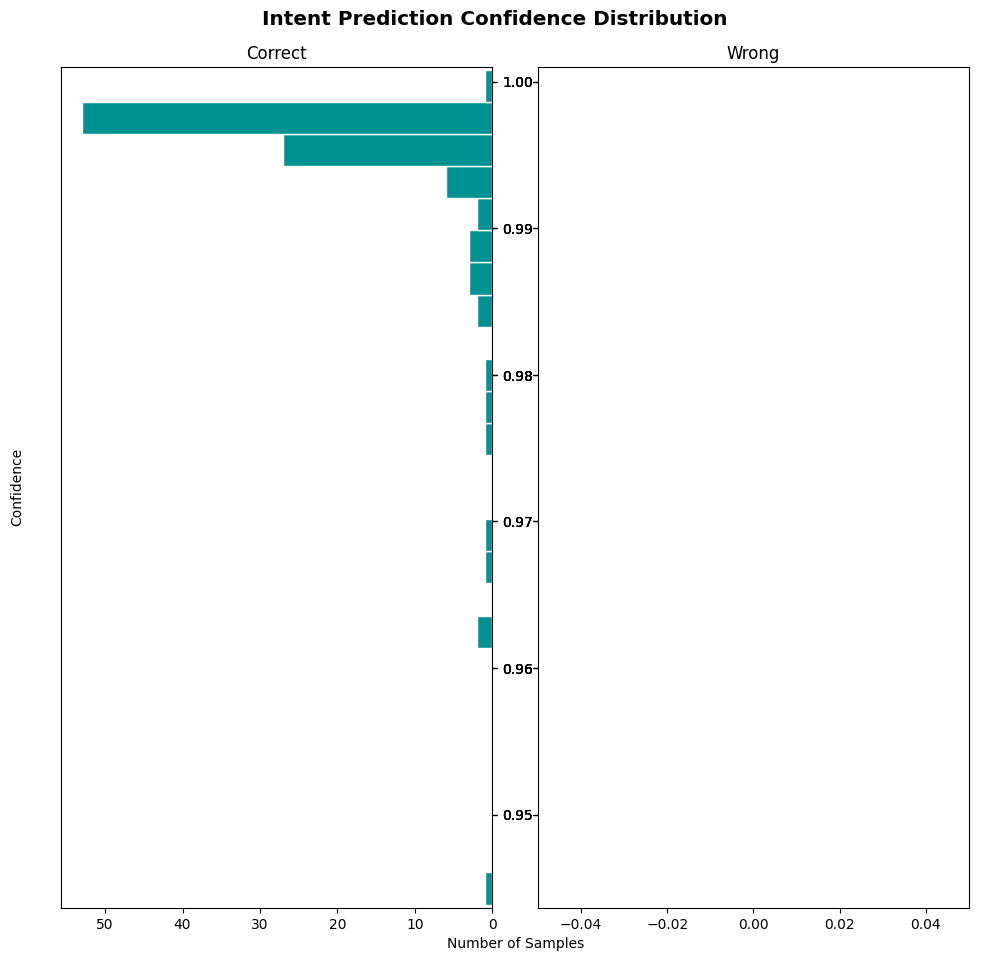 Intent Prediction Confidence Distribution
Correct
Wrong
1.00
0.99
0.98
0.97
0.96
0.95
Confidence
50 40 30 20 10 0
−0.04 −0.02 0.00 0.02 0.04
Number of Samples